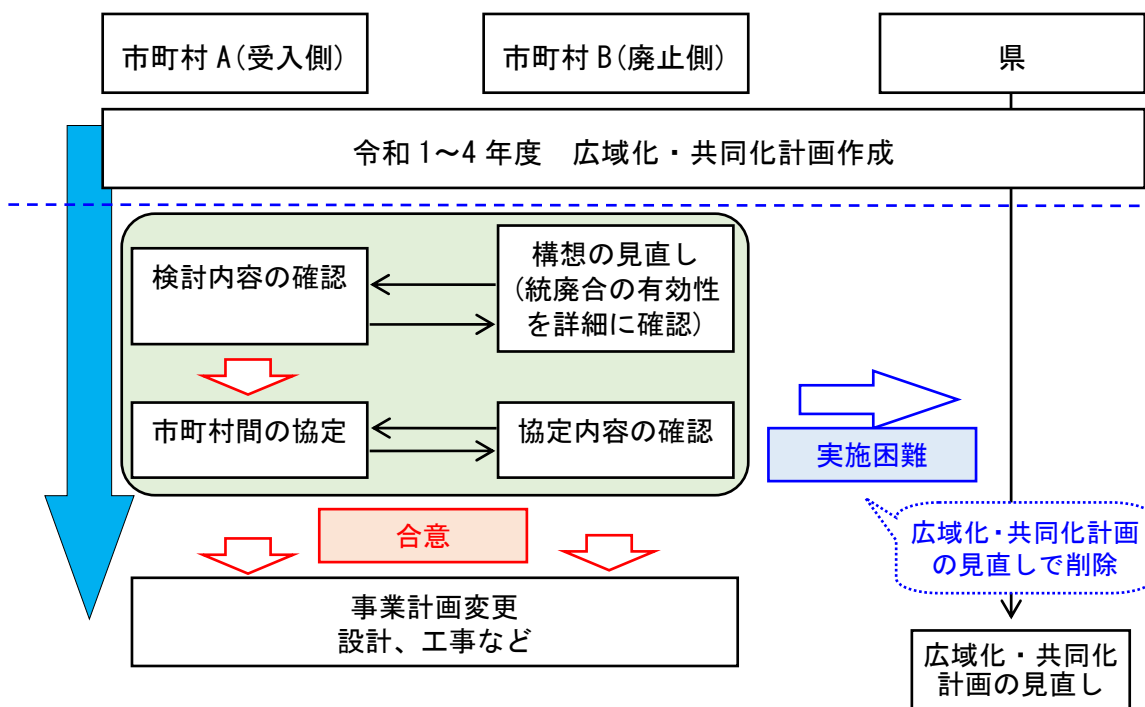 市町村 A(受入側)
市町村 B(廃止側)
県
令和 1～4 年度　広域化・共同化計画作成
検討内容の確認
構想の見直し
(統廃合の有効性
を詳細に確認)
市町村間の協定
協定内容の確認
実施困難
合意
広域化・共同化計画
の見直しで削除
事業計画変更
設計、工事など
広域化・共同化
計画の見直し